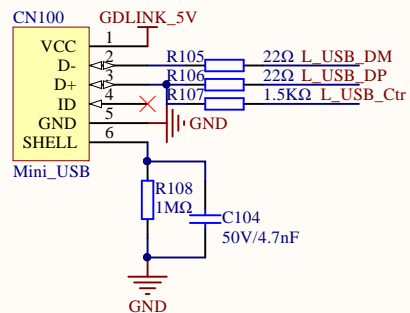 CN100
GDLINK_5V
VCC 1
D- 2 R105 22Ω L_USB_DM
D+ 3 R106 22Ω L_USB_DP
ID 4 R107 1.5KΩ L_USB_Ctr
GND 5 GND
SHELL 6
Mini_USB
R108
1MΩ
C104
50V/4.7nF
GND